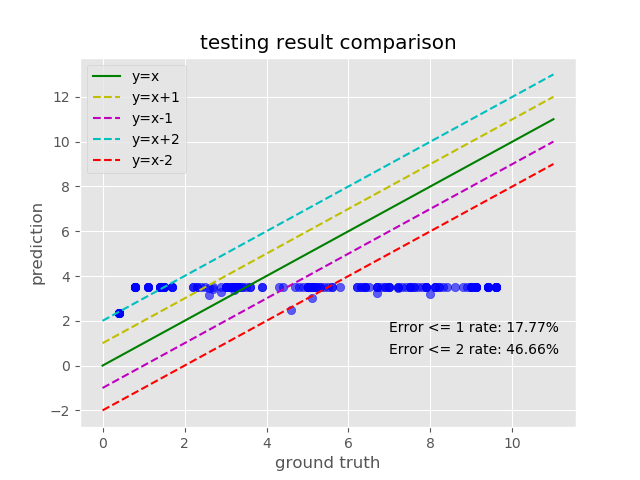 testing result comparison
y=x
y=x+1
y=x-1
y=x+2
y=x-2
12
10
8
6
4
2
0
−2
prediction
Error <= 1 rate: 17.77%
Error <= 2 rate: 46.66%
0 2 4 6 8 10
ground truth